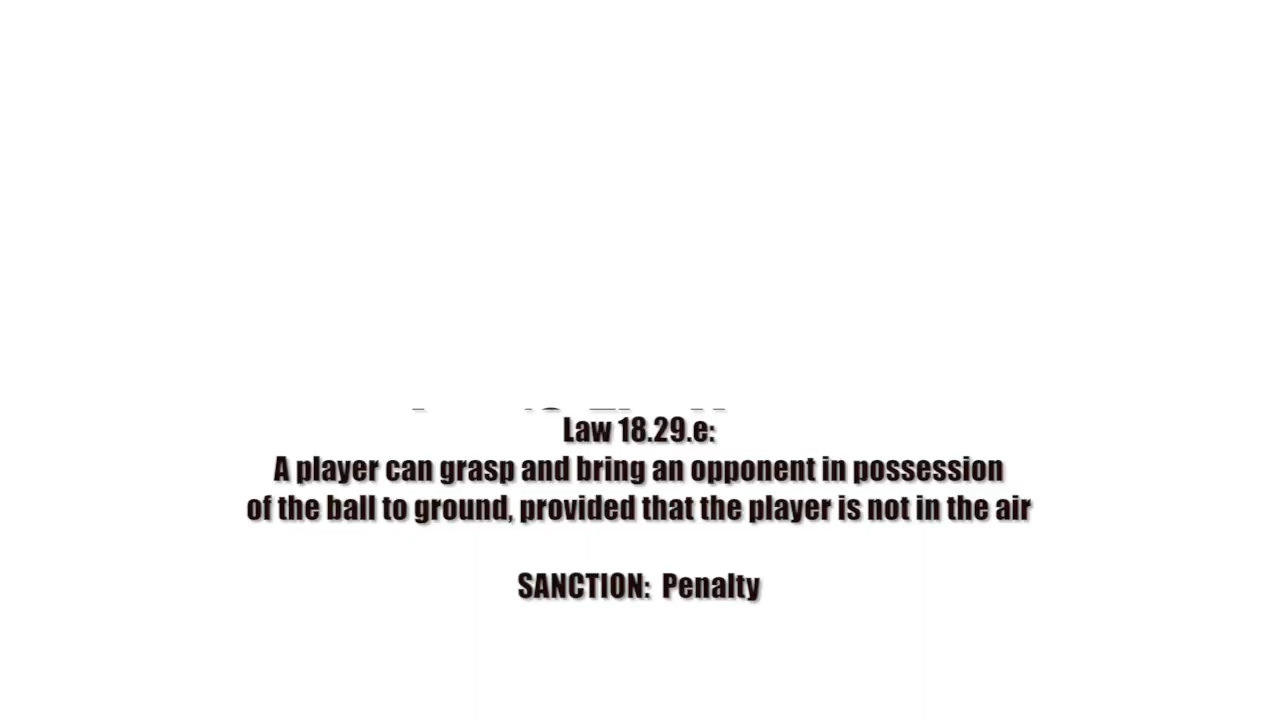 Law 18.29.e:
A player can grasp and bring an opponent in possession
of the ball to ground, provided that the player is not in the air
SANCTION: Penalty